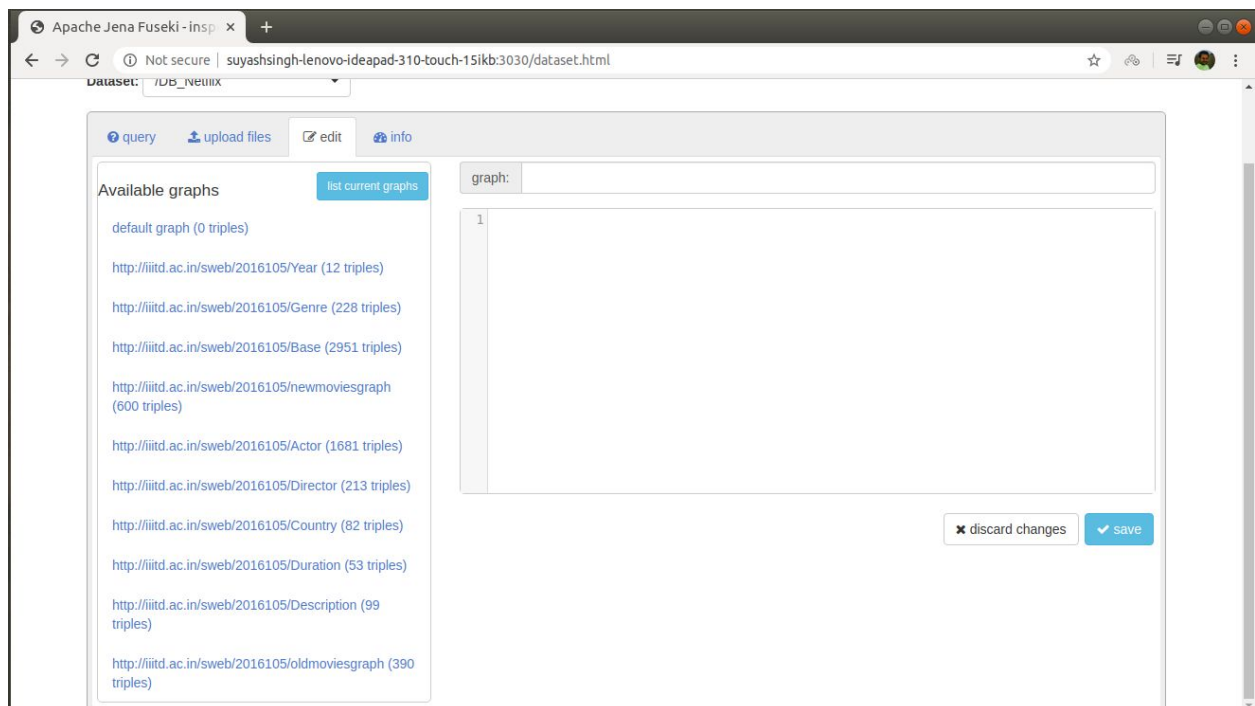 Apache Jena Fuseki - insp
Not secure | suyashsingh-lenovo-ideapad-310-touch-15ikb:3030/dataset.html
Dataset: /DB_Netflix
query upload files edit info
Available graphs
list current graphs
default graph (0 triples)
http://iiitd.ac.in/sweb/2016105/Year (12 triples)
http://iiitd.ac.in/sweb/2016105/Genre (228 triples)
http://iiitd.ac.in/sweb/2016105/Base (2951 triples)
http://iiitd.ac.in/sweb/2016105/newmoviesgraph
(600 triples)
http://iiitd.ac.in/sweb/2016105/Actor (1681 triples)
http://iiitd.ac.in/sweb/2016105/Director (213 triples)
http://iiitd.ac.in/sweb/2016105/Country (82 triples)
http://iiitd.ac.in/sweb/2016105/Duration (53 triples)
http://iiitd.ac.in/sweb/2016105/Description (99
triples)
http://iiitd.ac.in/sweb/2016105/oldmoviesgraph (390
triples)
graph:
1
discard changes save